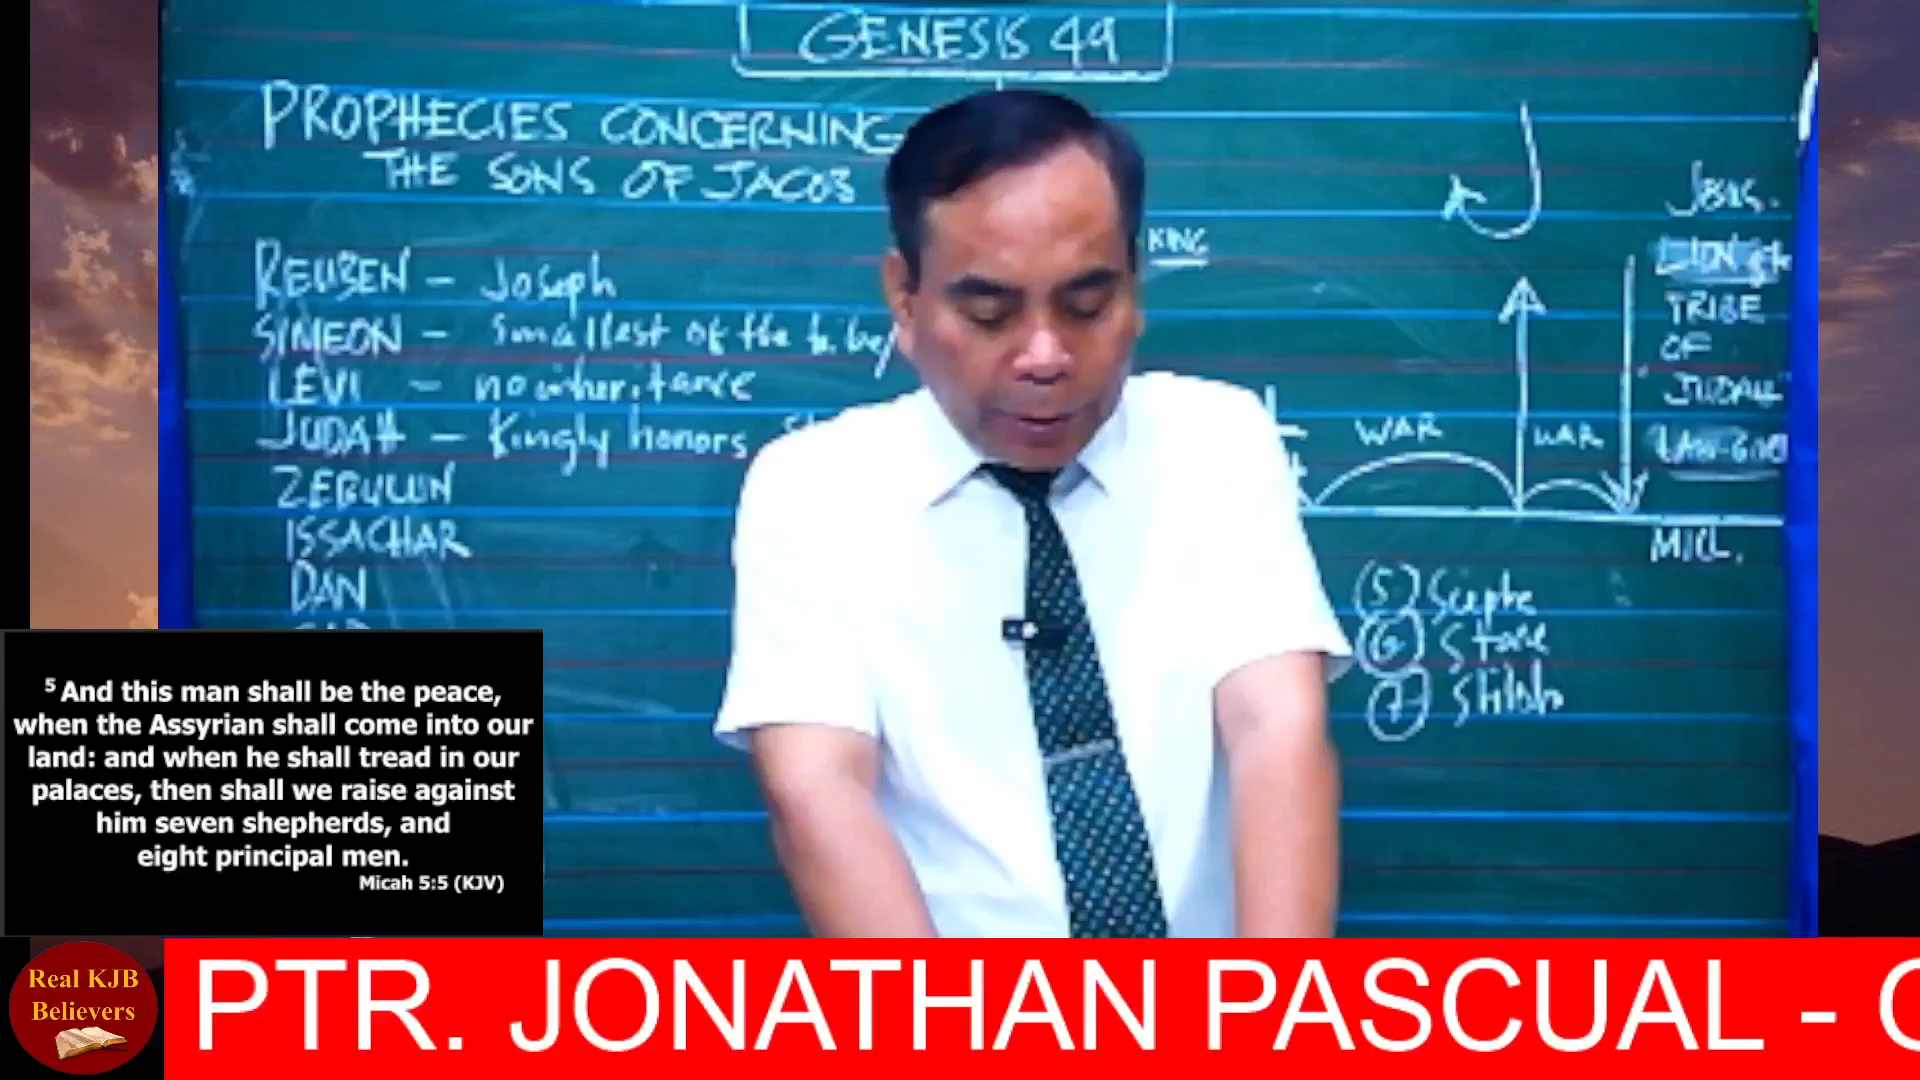 GENESIS 49
PROPHECIES CONCERNING
THE SONS OF JACOB
REUBEN - Joseph
SIMEON - Smallest of the
LEVI - no inheritance
JUDAH - Kingly honors
ZEBULUN
ISSACHAR
DAN
KING
WAR
WAR
Jesus.
LION
TRIBE
OF
JUDAH
MILL.
(5) Scepte
(6) Stone
(7) Shiloh
5 And this man shall be the peace,
when the Assyrian shall come into our
land: and when he shall tread in our
palaces, then shall we raise against
him seven shepherds, and
eight principal men.
Micah 5:5 (KJV)
Real KJB
Believers
PTR. JONATHAN PASCUAL -